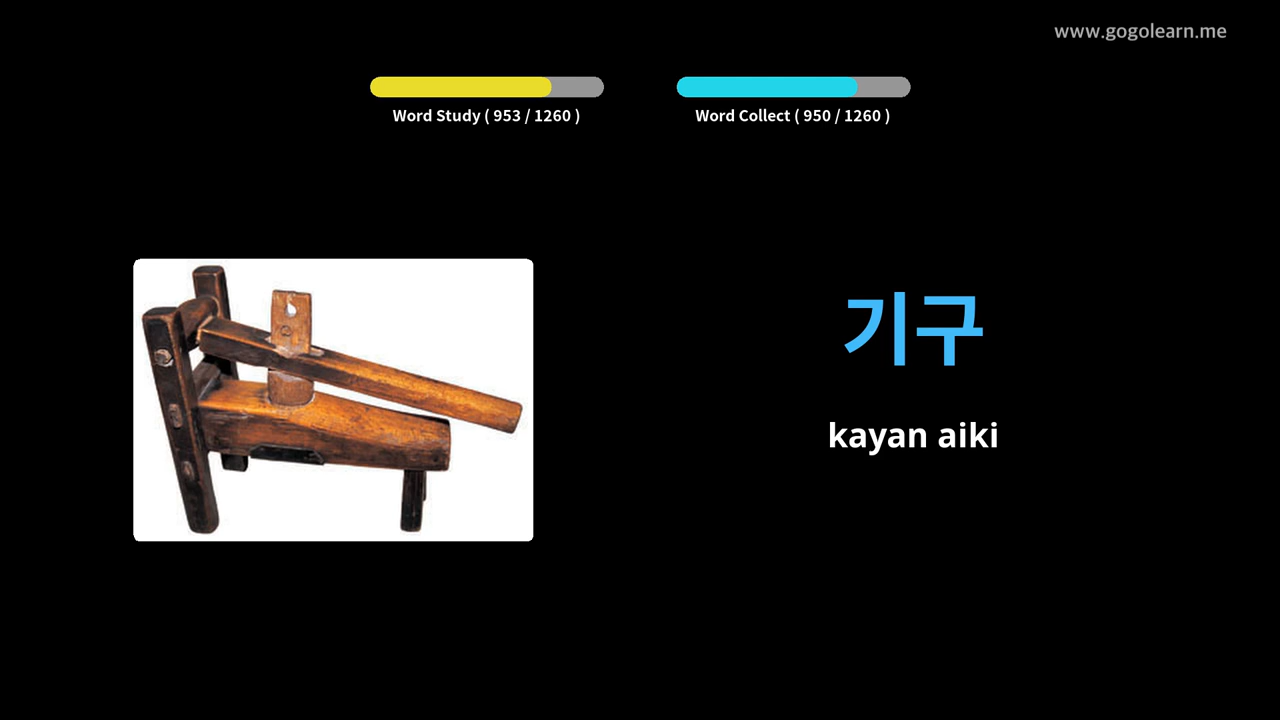 www.gogolearn.me
Word Study ( 953 / 1260 )
Word Collect ( 950 / 1260 )
기구
kayan aiki